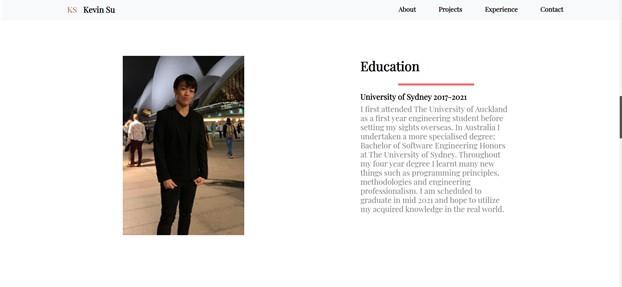 KS Kevin Su About Projects Experience Contact
Education
University of Sydney 2017-2021
I first attended The University of Auckland
as a first year engineering student before
setting my sights overseas. In Australia I
undertaken a more specialised degree;
Bachelor of Software Engineering Honors
at The University of Sydney. Throughout
my four year degree I learnt many new
things such as programming principles,
methodologies and engineering
professionalism. I am scheduled to
graduate in mid 2021 and hope to utilize
my acquired knowledge in the real world.